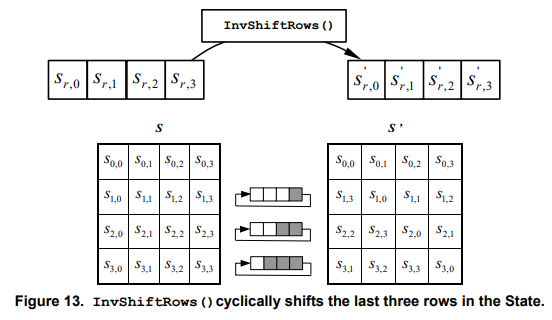 InvShiftRows()
Sr,0 Sr,1 Sr,2 Sr,3 S'r,0 S'r,1 S'r,2 S'r,3
S S'
S0,0 S0,1 S0,2 S0,3 S0,0 S0,1 S0,2 S0,3
S1,0 S1,1 S1,2 S1,3 S1,3 S1,0 S1,1 S1,2
S2,0 S2,1 S2,2 S2,3 S2,2 S2,3 S2,0 S2,1
S3,0 S3,1 S3,2 S3,3 S3,1 S3,2 S3,3 S3,0
Figure 13. InvShiftRows()cyclically shifts the last three rows in the State.